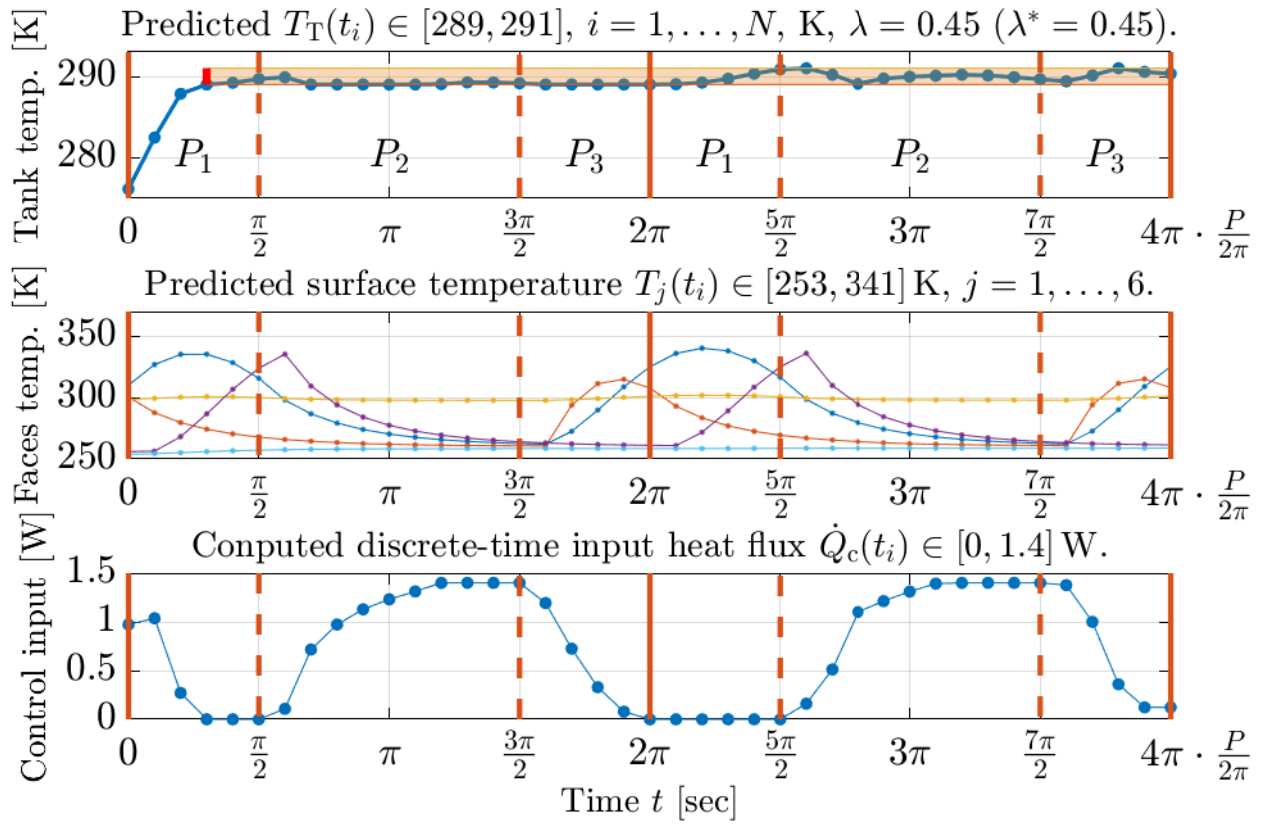 Predicted T_T(t_i) ∈ [289, 291], i = 1, . . . , N, K, λ = 0.45 (λ* = 0.45).
Tank temp. [K]
290
280
P_1 P_2 P_3 P_1 P_2 P_3
0 π/2 π 3π/2 2π 5π/2 3π 7π/2 4π · P/2π
Predicted surface temperature T_j(t_i) ∈ [253, 341] K, j = 1, . . . , 6.
Faces temp. [K]
350
300
250
0 π/2 π 3π/2 2π 5π/2 3π 7π/2 4π · P/2π
Conputed discrete-time input heat flux Q̇_c(t_i) ∈ [0, 1.4] W.
Control input [W]
1.5
1
0.5
0
0 π/2 π 3π/2 2π 5π/2 3π 7π/2 4π · P/2π
Time t [sec]